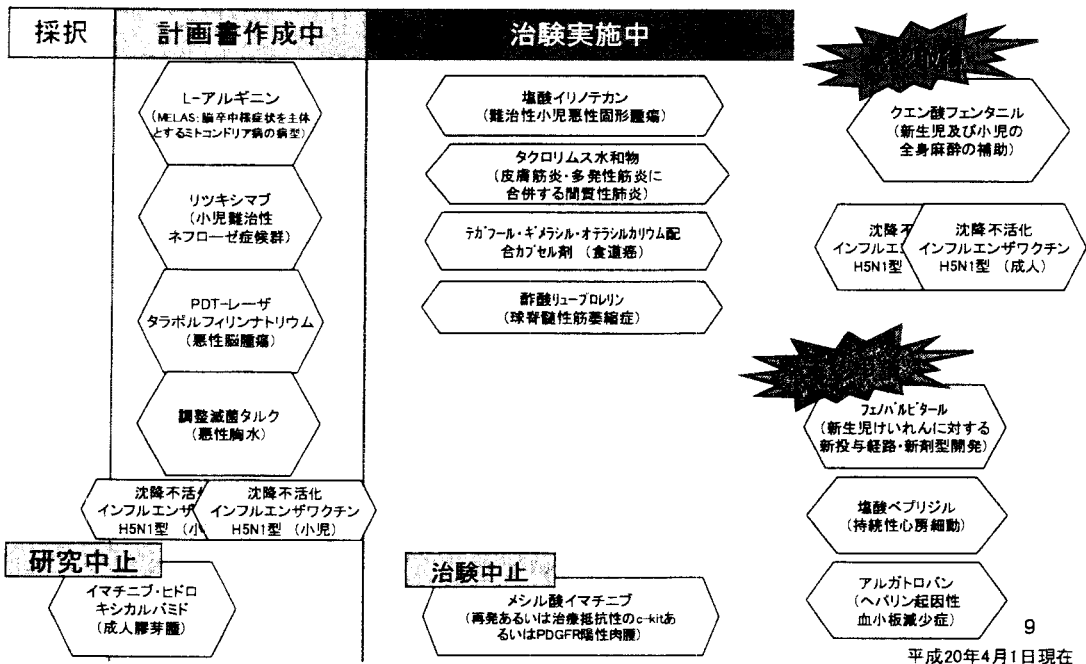 採択
計画書作成中
治験実施中
L-アルギニン
(MELAS:脳卒中様症状を主体
とするミトコンドリア病の病型)
リツキシマブ
(小児難治性
ネフローゼ症候群)
PDT-レーザ
タラポルフィリンナトリウム
(悪性脳腫瘍)
調整滅菌タルク
(悪性胸水)
沈降不活
インフルエンザワ
H5N1型 (小
沈降不活化
インフルエンザワクチン
H5N1型 (小児)
研究中止
イマチニブ・ヒドロ
キシカルバミド
(成人膠芽腫)
塩酸イリノテカン
(難治性小児悪性固形腫瘍)
タクロリムス水和物
(皮膚筋炎・多発性筋炎に
合併する間質性肺炎)
テガフール・ギメラシル・オテラシルカリウム配
合カプセル剤 (食道癌)
酢酸リュープロレリン
(球脊髄性筋萎縮症)
治験中止
メシル酸イマチニブ
(再発あるいは治療抵抗性のc-kitあ
るいはPDGFR陽性肉腫)
クエン酸フェンタニル
(新生児及び小児の
全身麻酔の補助)
沈降不
インフルエ
H5N1型
沈降不活化
インフルエンザワクチン
H5N1型 (成人)
フェノバルビタール
(新生児けいれんに対する
新投与経路・新剤型開発)
塩酸ベプリジル
(持続性心房細動)
アルガトロバン
(ヘパリン起因性
血小板減少症)
9
平成20年4月1日現在